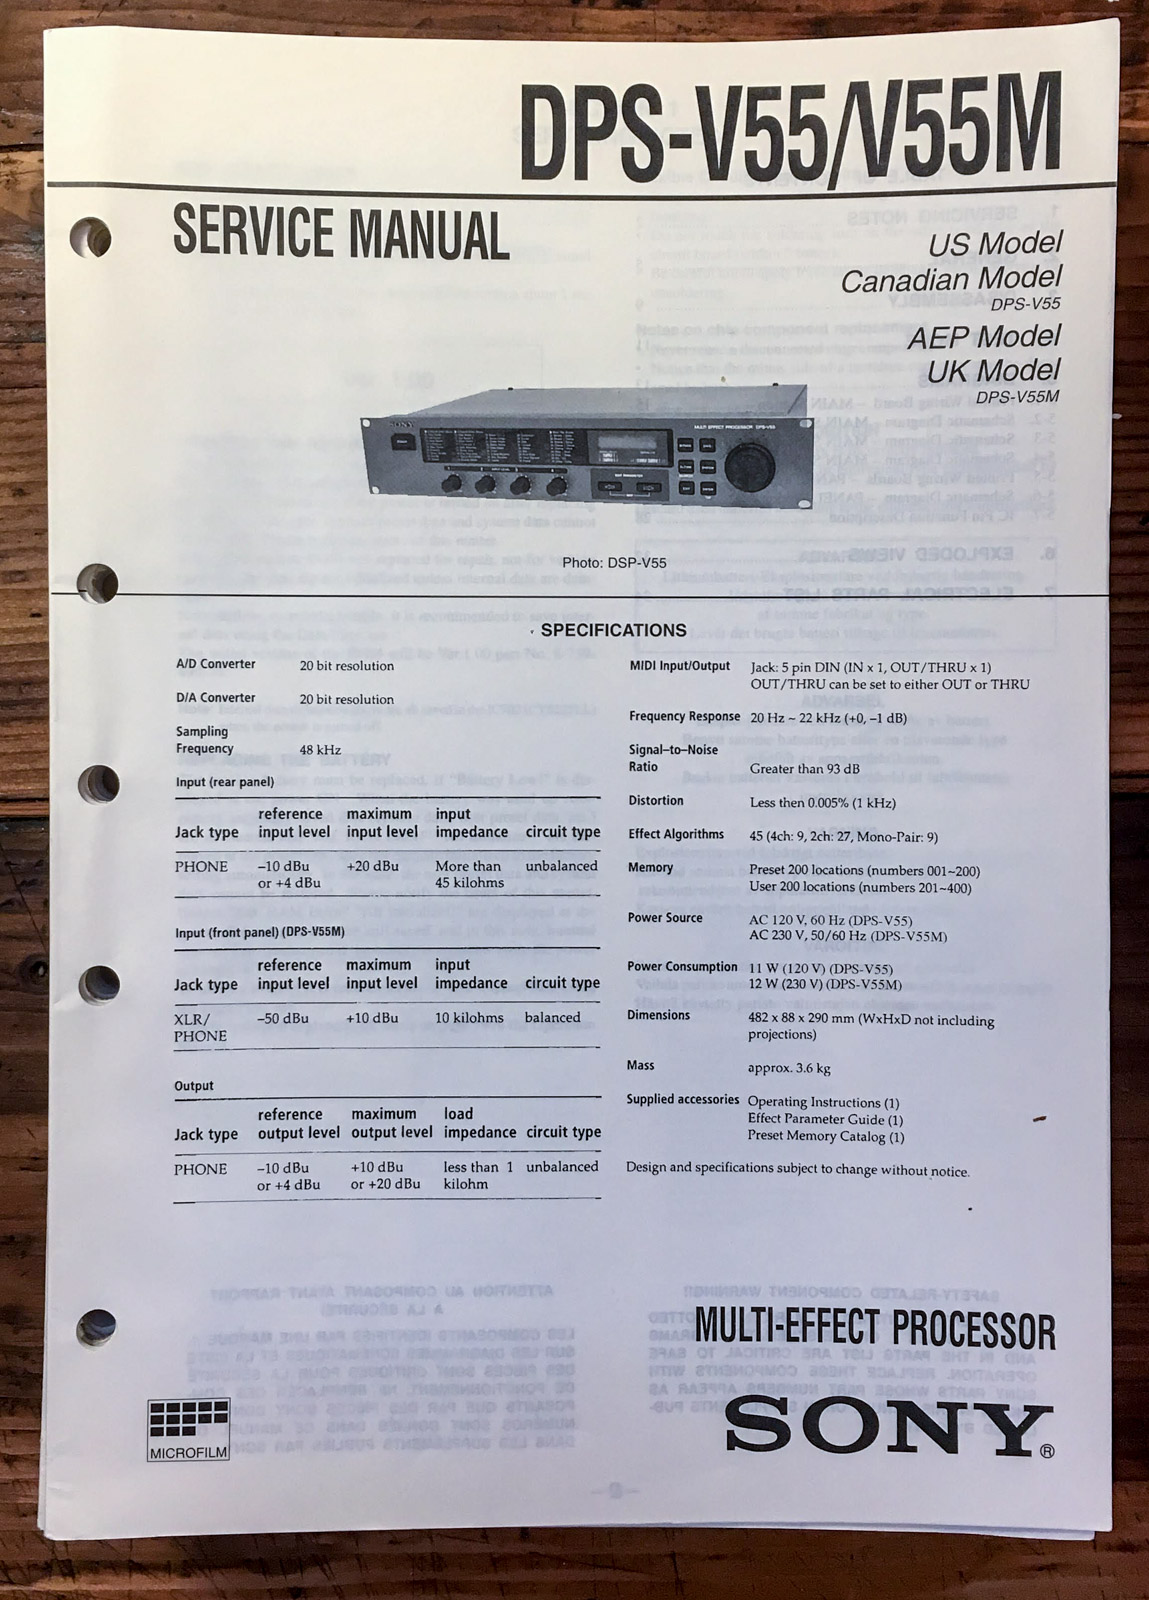 DPS-V55/V55M
SERVICE MANUAL
US Model
Canadian Model
DPS-V55
AEP Model
UK Model
DPS-V55M
SONY
MULTI EFFECT PROCESSOR DPS-V55
Photo: DSP-V55
SPECIFICATIONS
A/D Converter 20 bit resolution
D/A Converter 20 bit resolution
Sampling
Frequency 48 kHz
Input (rear panel)
reference maximum input
Jack type input level input level impedance circuit type
PHONE –10 dBu +20 dBu More than unbalanced
or +4 dBu 45 kilohms
Input (front panel) (DPS-V55M)
reference maximum input
Jack type input level input level impedance circuit type
XLR/ –50 dBu +10 dBu 10 kilohms balanced
PHONE
Output
reference maximum load
Jack type output level output level impedance circuit type
PHONE –10 dBu +10 dBu less than 1 unbalanced
or +4 dBu or +20 dBu kilohm
MIDI Input/Output Jack: 5 pin DIN (IN x 1, OUT/THRU x 1)
OUT/THRU can be set to either OUT or THRU
Frequency Response 20 Hz ~ 22 kHz (+0, –1 dB)
Signal–to–Noise
Ratio Greater than 93 dB
Distortion Less then 0.005% (1 kHz)
Effect Algorithms 45 (4ch: 9, 2ch: 27, Mono-Pair: 9)
Memory Preset 200 locations (numbers 001~200)
User 200 locations (numbers 201~400)
Power Source AC 120 V, 60 Hz (DPS-V55)
AC 230 V, 50/60 Hz (DPS-V55M)
Power Consumption 11 W (120 V) (DPS-V55)
12 W (230 V) (DPS-V55M)
Dimensions 482 x 88 x 290 mm (WxHxD not including
projections)
Mass approx. 3.6 kg
Supplied accessories Operating Instructions (1)
Effect Parameter Guide (1)
Preset Memory Catalog (1)
Design and specifications subject to change without notice.
MULTI-EFFECT PROCESSOR
MICROFILM
SONY®